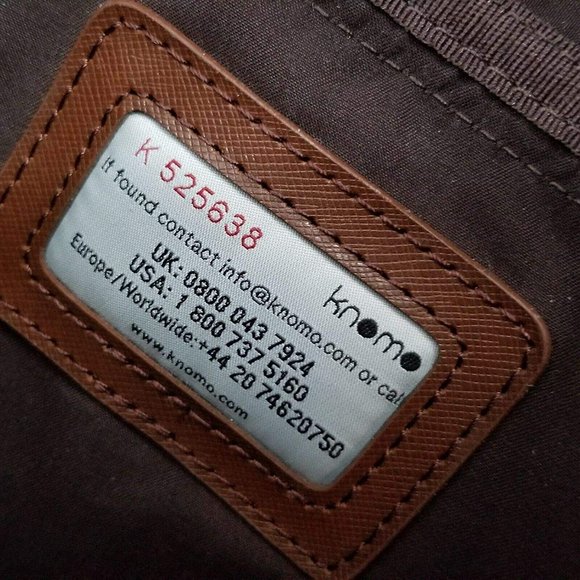 K 525638
knomo
If found contact info@knomo.com or call
UK: 0800 043 7924
USA: 1 800 737 5160
Europe/Worldwide:+44 20 74620750
www.knomo.com